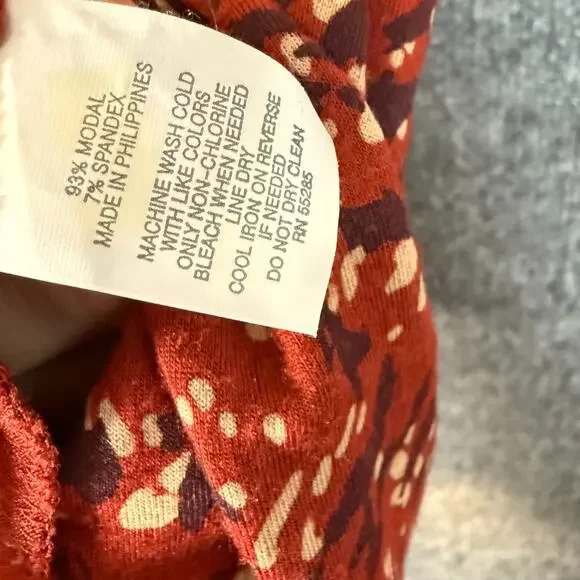 93% MODAL
7% SPANDEX
MADE IN PHILIPPINES
MACHINE WASH COLD
WITH LIKE COLORS
ONLY NON-CHLORINE
BLEACH WHEN NEEDED
LINE DRY
COOL IRON ON REVERSE
IF NEEDED
DO NOT DRY CLEAN
RN 55285